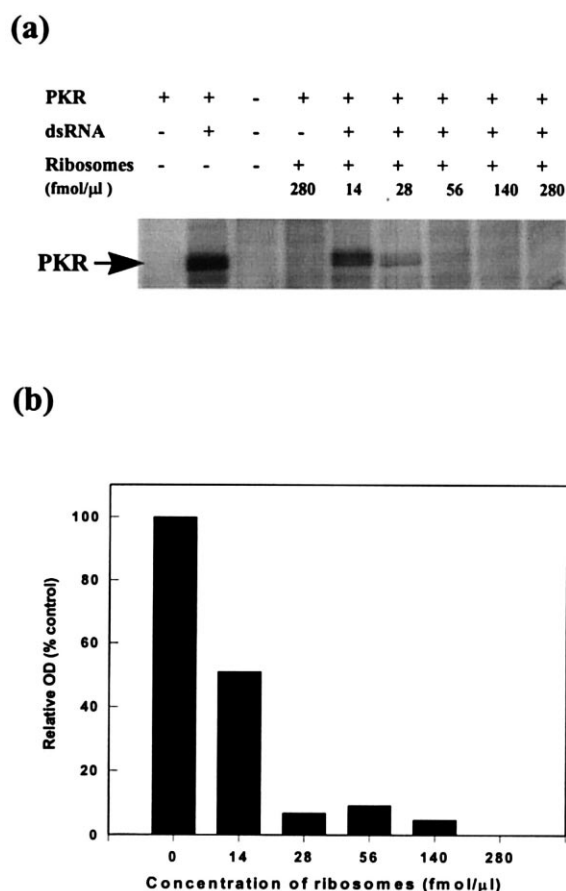 (a)
PKR + + - + + + + + +
dsRNA - + - - + + + + +
Ribosomes - - - + + + + + +
(fmol/μl ) 280 14 28 56 140 280
PKR
(b)
Relative OD (% control)
100
80
60
40
20
0
0 14 28 56 140 280
Concentration of ribosomes (fmol/μl)